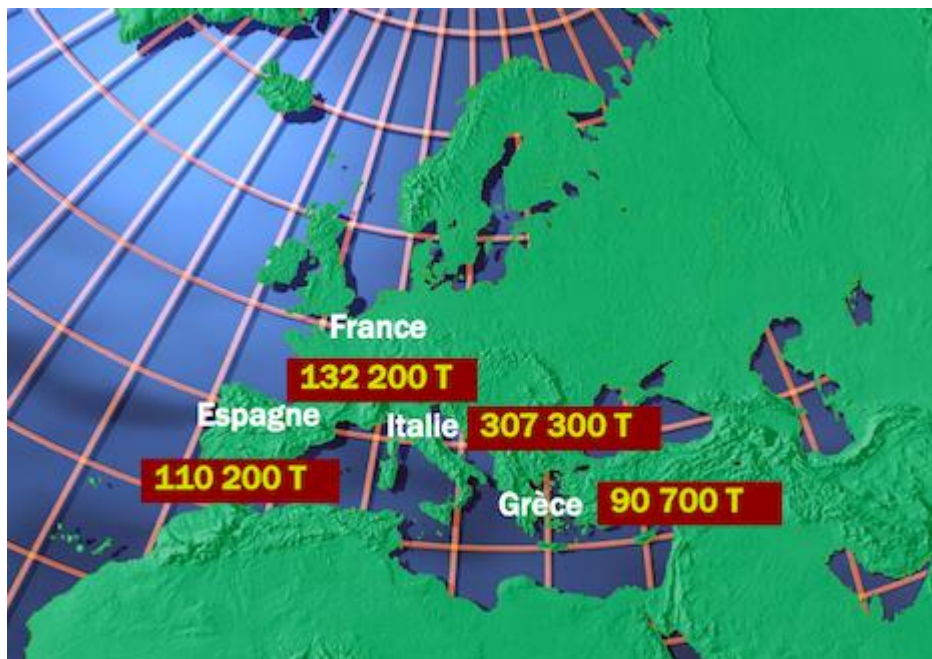 France
132 200 T
Espagne
110 200 T
Italie
307 300 T
Grèce
90 700 T